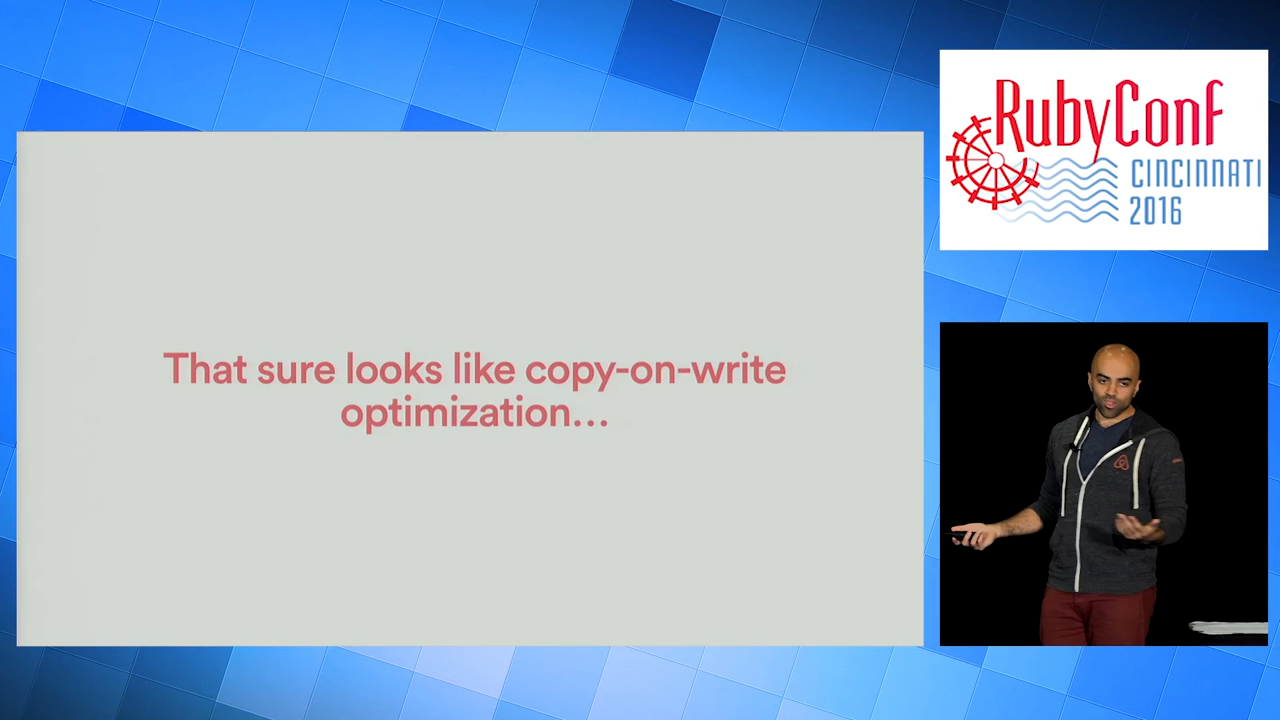 That sure looks like copy-on-write
optimization...
RubyConf
CINCINNATI
2016